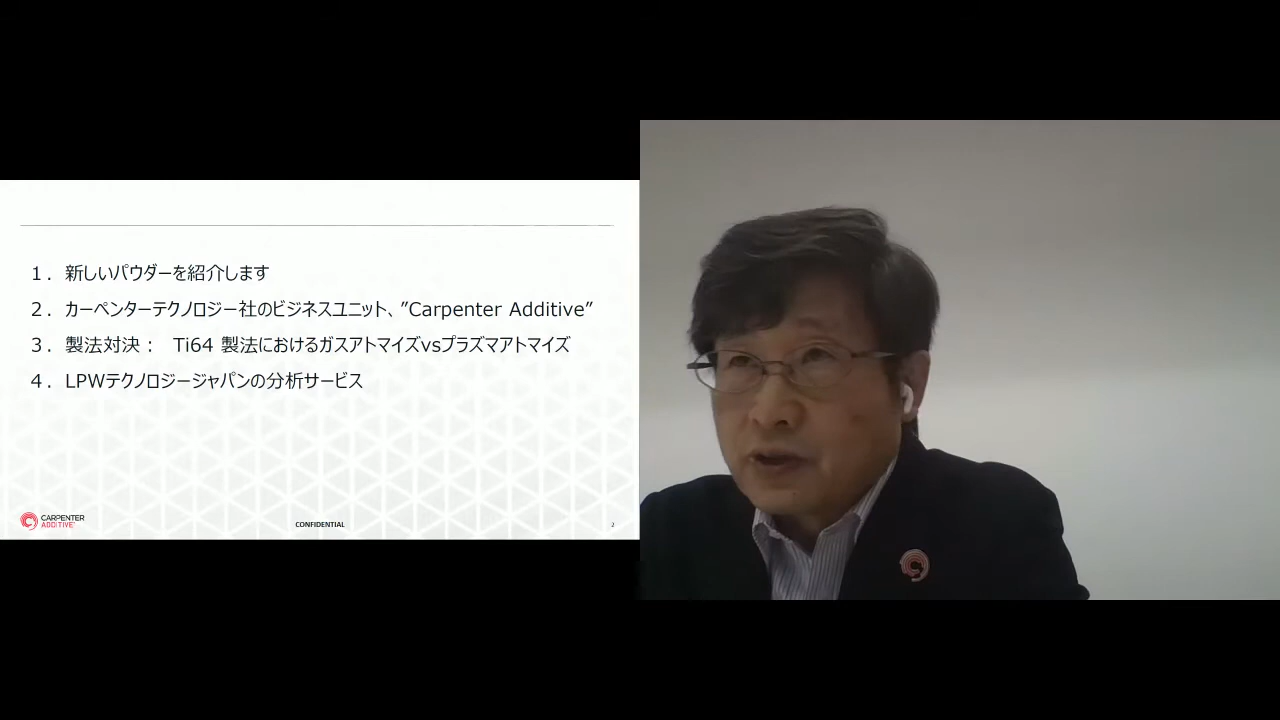 １．新しいパウダーを紹介します
２．カーペンターテクノロジー社のビジネスユニット、”Carpenter Additive”
３．製法対決： Ti64 製法におけるガスアトマイズvsプラズマアトマイズ
４．LPWテクノロジージャパンの分析サービス
CARPENTER
ADDITIVE
CONFIDENTIAL
2